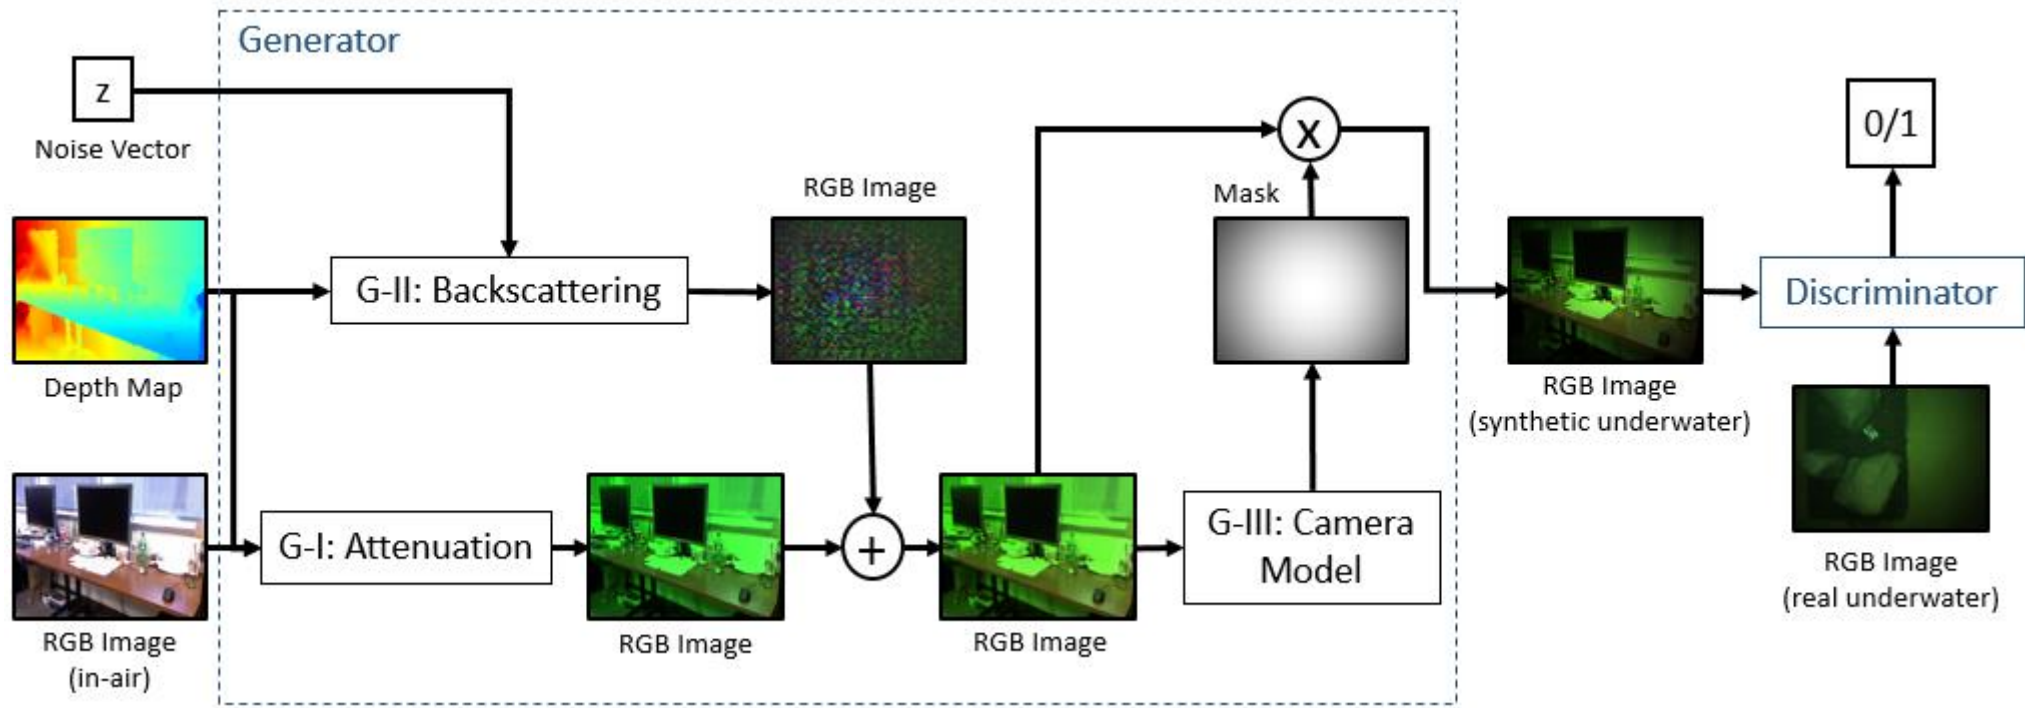 Generator
z
Noise Vector
Depth Map
RGB Image
(in-air)
G-II: Backscattering
RGB Image
G-I: Attenuation
RGB Image
+
RGB Image
G-III: Camera
Model
Mask
X
RGB Image
(synthetic underwater)
0/1
Discriminator
RGB Image
(real underwater)